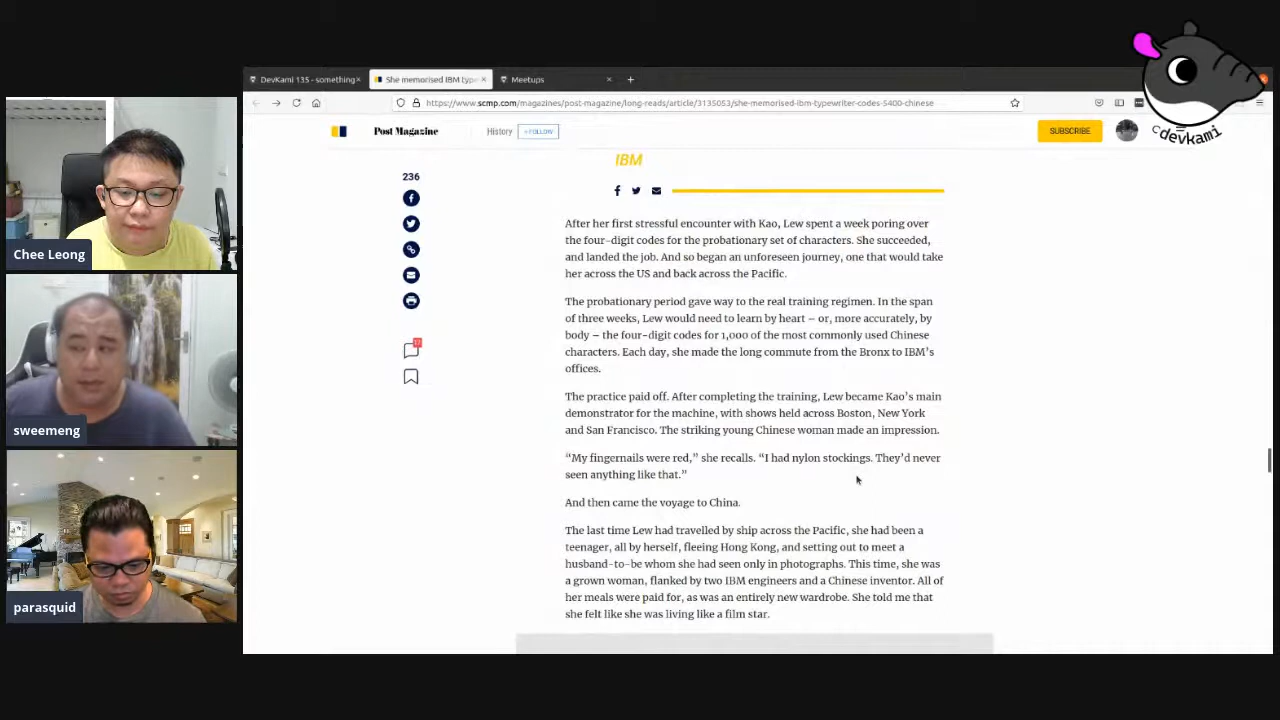 DevKami 135 - something
She memorised IBM type
Meetups
https://www.scmp.com/magazines/post-magazine/long-reads/article/3135053/she-memorised-ibm-typewriter-codes-5400-chinese
devkami
Post Magazine
History
+ FOLLOW
SUBSCRIBE
IBM
236
17
After her first stressful encounter with Kao, Lew spent a week poring over
the four-digit codes for the probationary set of characters. She succeeded,
and landed the job. And so began an unforeseen journey, one that would take
her across the US and back across the Pacific.
The probationary period gave way to the real training regimen. In the span
of three weeks, Lew would need to learn by heart – or, more accurately, by
body – the four-digit codes for 1,000 of the most commonly used Chinese
characters. Each day, she made the long commute from the Bronx to IBM’s
offices.
The practice paid off. After completing the training, Lew became Kao’s main
demonstrator for the machine, with shows held across Boston, New York
and San Francisco. The striking young Chinese woman made an impression.
“My fingernails were red,” she recalls. “I had nylon stockings. They’d never
seen anything like that.”
And then came the voyage to China.
The last time Lew had travelled by ship across the Pacific, she had been a
teenager, all by herself, fleeing Hong Kong, and setting out to meet a
husband-to-be whom she had seen only in photographs. This time, she was
a grown woman, flanked by two IBM engineers and a Chinese inventor. All of
her meals were paid for, as was an entirely new wardrobe. She told me that
she felt like she was living like a film star.
Chee Leong
sweemeng
parasquid